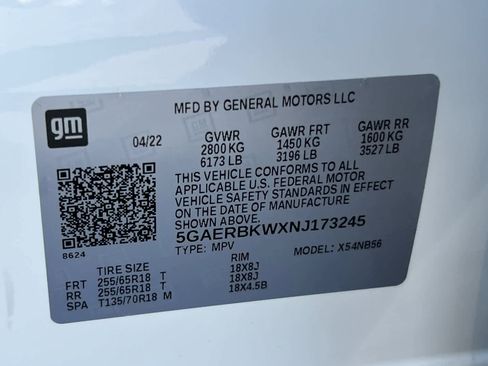 gm
MFD BY GENERAL MOTORS LLC
04/22 GVWR GAWR FRT GAWR RR
2800 KG 1450 KG 1600 KG
6173 LB 3196 LB 3527 LB
THIS VEHICLE CONFORMS TO ALL
APPLICABLE U.S. FEDERAL MOTOR
VEHICLE SAFETY STANDARDS IN EFFECT
ON THE DATE OF MANUFACTURE
SHOWN ABOVE.
5GAERBKWXNJ173245
8624 TYPE: MPV MODEL: X54NB56
TIRE SIZE RIM
FRT 255/65R18 T 18X8J
RR 255/65R18 T 18X8J
SPA T135/70R18 M 18X4.5B